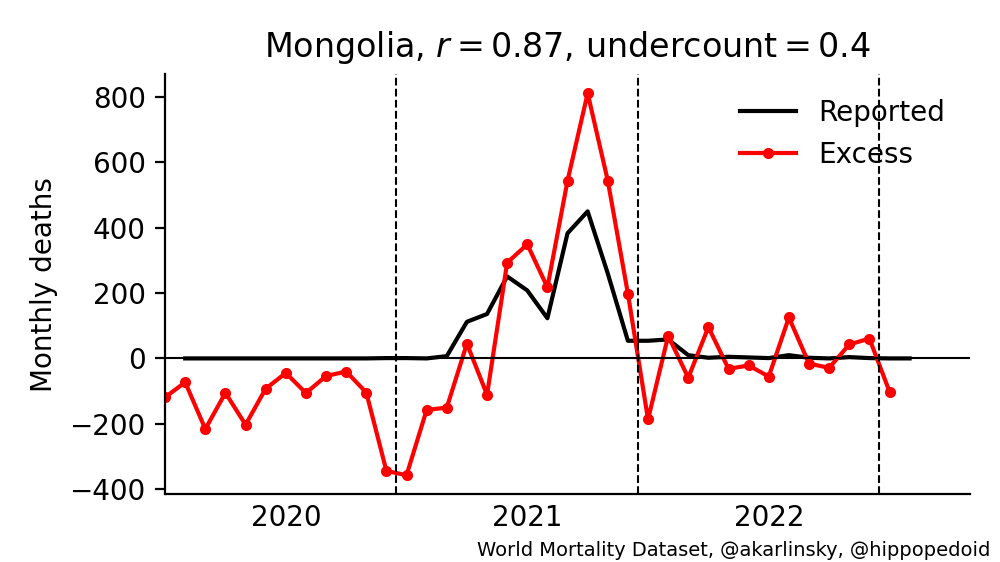 Mongolia, r = 0.87, undercount = 0.4
Reported
Excess
Monthly deaths
800
600
400
200
0
−200
−400
2020 2021 2022
World Mortality Dataset, @akarlinsky, @hippopedoid